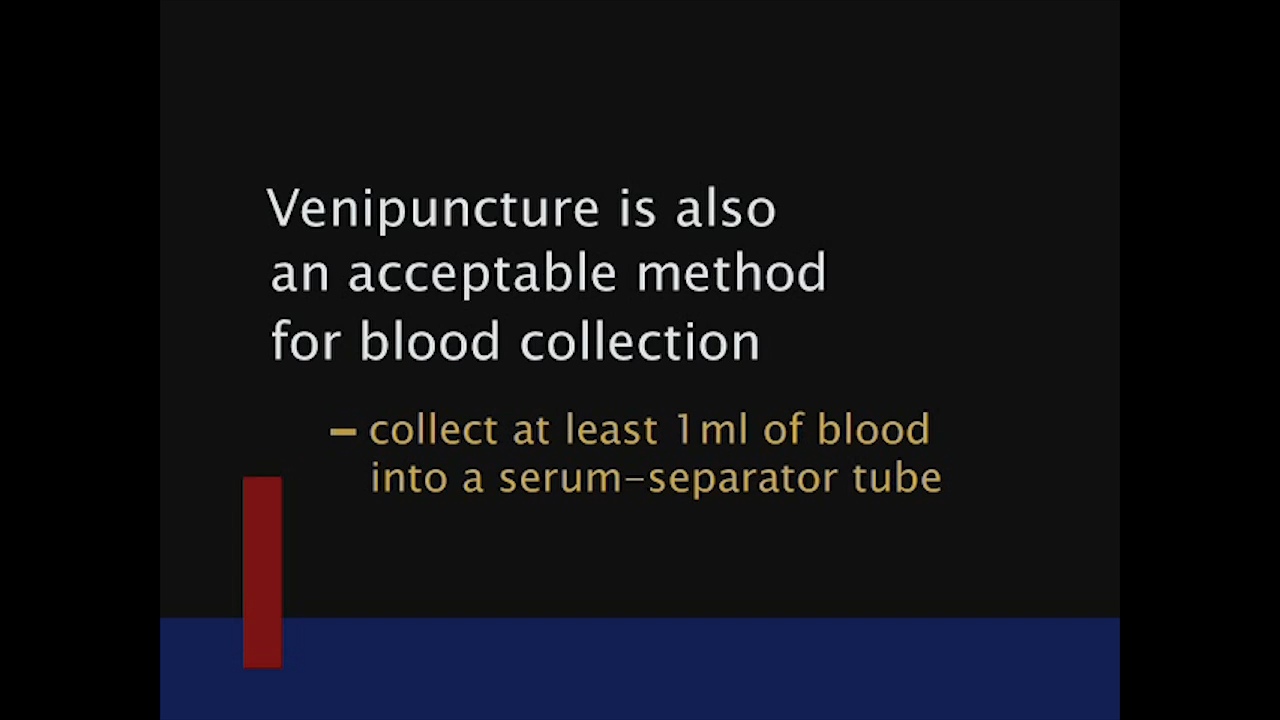 Venipuncture is also
an acceptable method
for blood collection
– collect at least 1ml of blood
into a serum-separator tube